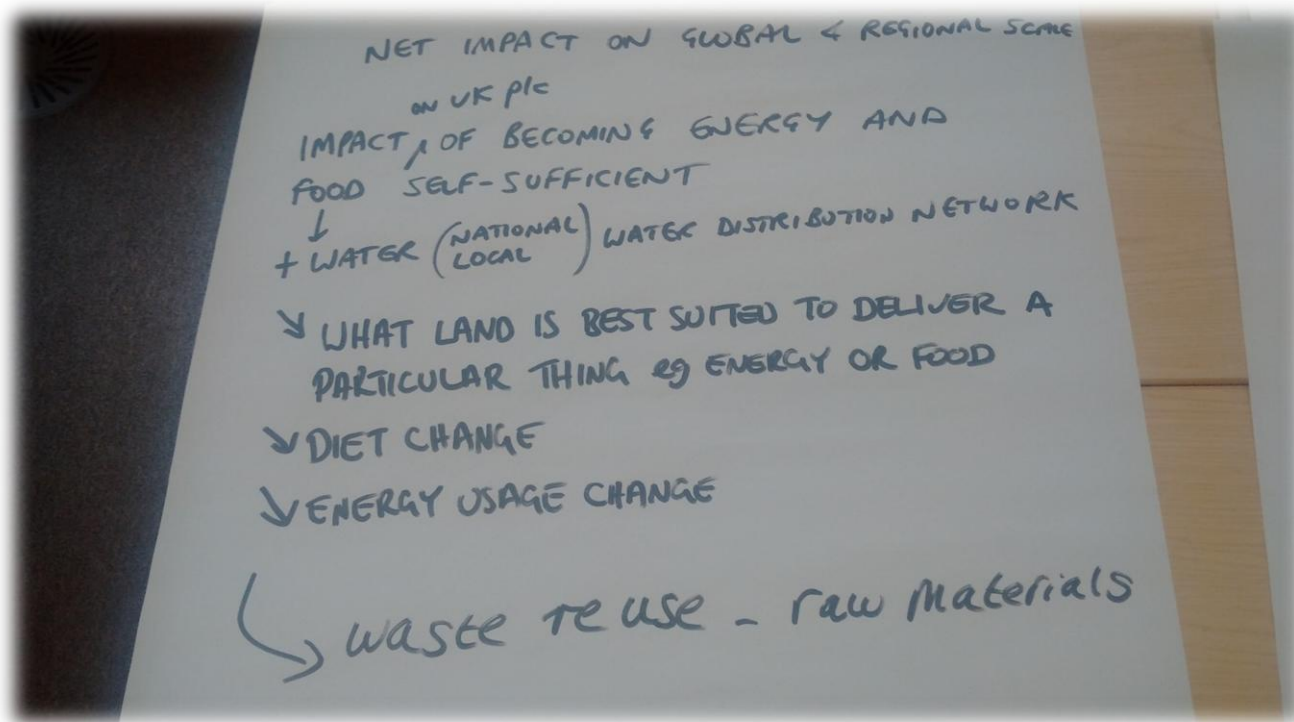 NET IMPACT ON GLOBAL & REGIONAL SCALE
ON UK plc
IMPACT, OF BECOMING ENERGY AND
FOOD SELF-SUFFICIENT
↓
+ WATER (NATIONAL LOCAL) WATER DISTRIBUTION NETWORK
↘ WHAT LAND IS BEST SUITED TO DELIVER A
PARTICULAR THING eg ENERGY OR FOOD
↘ DIET CHANGE
↘ ENERGY USAGE CHANGE
↘ waste re use - raw materials